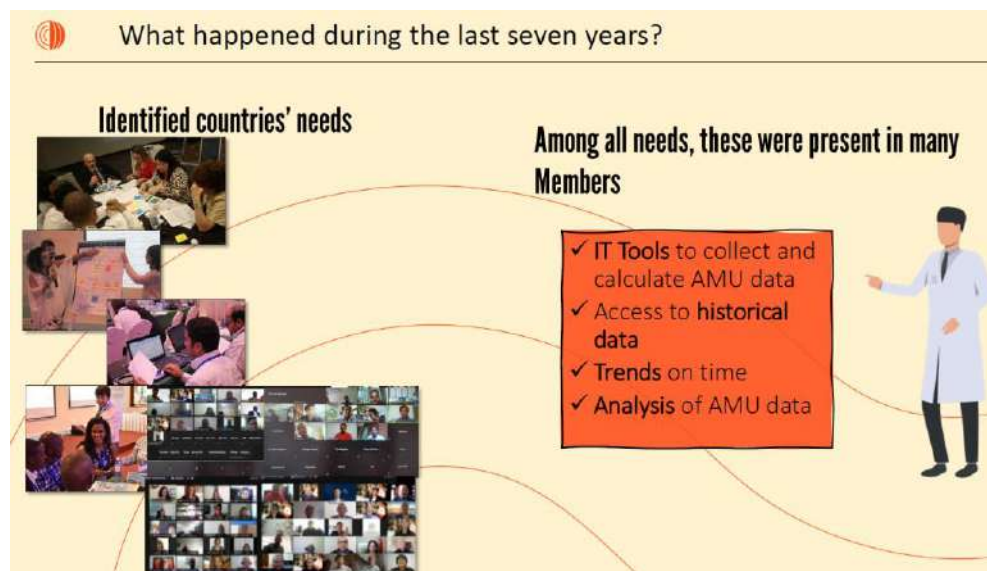 What happened during the last seven years?
Identified countries' needs
Among all needs, these were present in many
Members
✓ IT Tools to collect and
calculate AMU data
✓ Access to historical
data
✓ Trends on time
✓ Analysis of AMU data